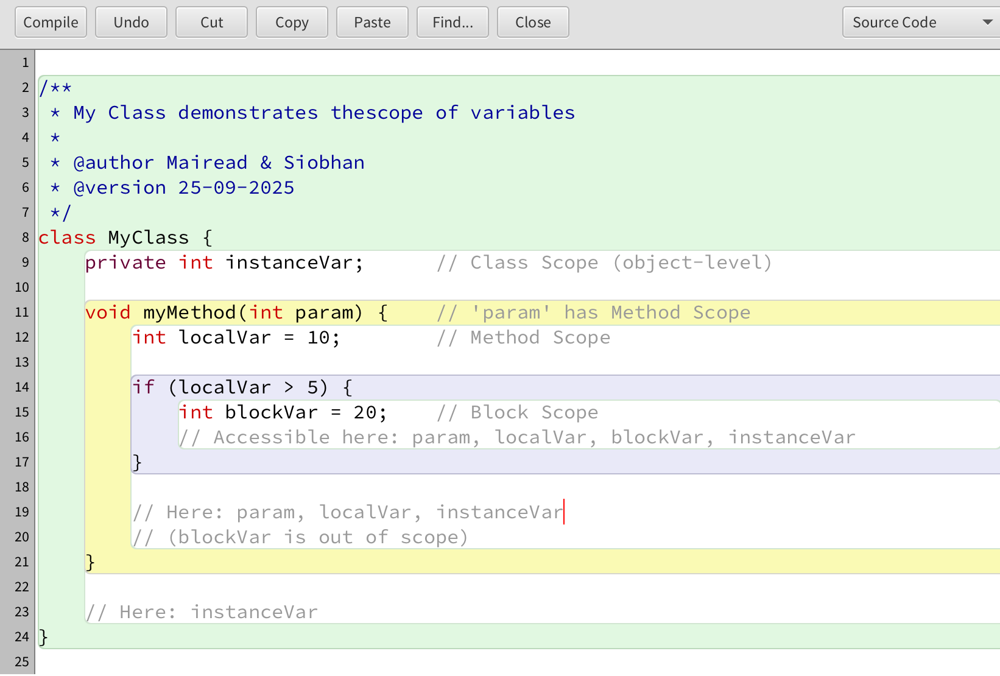 Compile Undo Cut Copy Paste Find... Close Source Code
1
2 /**
3  * My Class demonstrates thescope of variables
4  *
5  * @author Mairead & Siobhan
6  * @version 25-09-2025
7  */
8 class MyClass {
9     private int instanceVar;      // Class Scope (object-level)
10
11     void myMethod(int param) {    // 'param' has Method Scope
12         int localVar = 10;        // Method Scope
13
14         if (localVar > 5) {
15             int blockVar = 20;    // Block Scope
16             // Accessible here: param, localVar, blockVar, instanceVar
17         }
18
19         // Here: param, localVar, instanceVar
20         // (blockVar is out of scope)
21     }
22
23     // Here: instanceVar
24 }
25